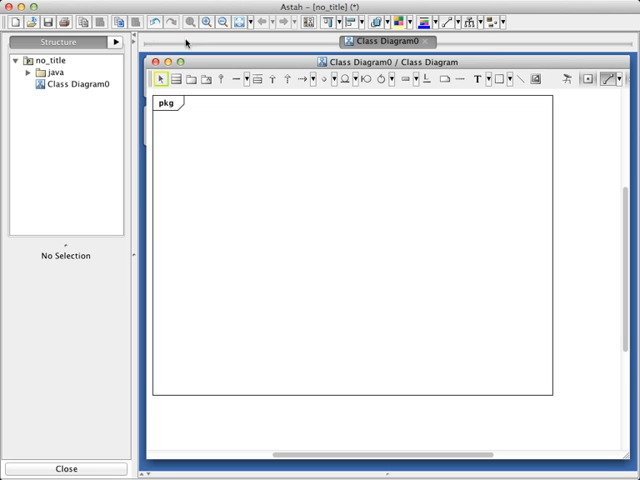 Astah - [no_title] (*)
Structure
Class Diagram0
no_title
java
Class Diagram0
Class Diagram0 / Class Diagram
T
pkg
No Selection
Close